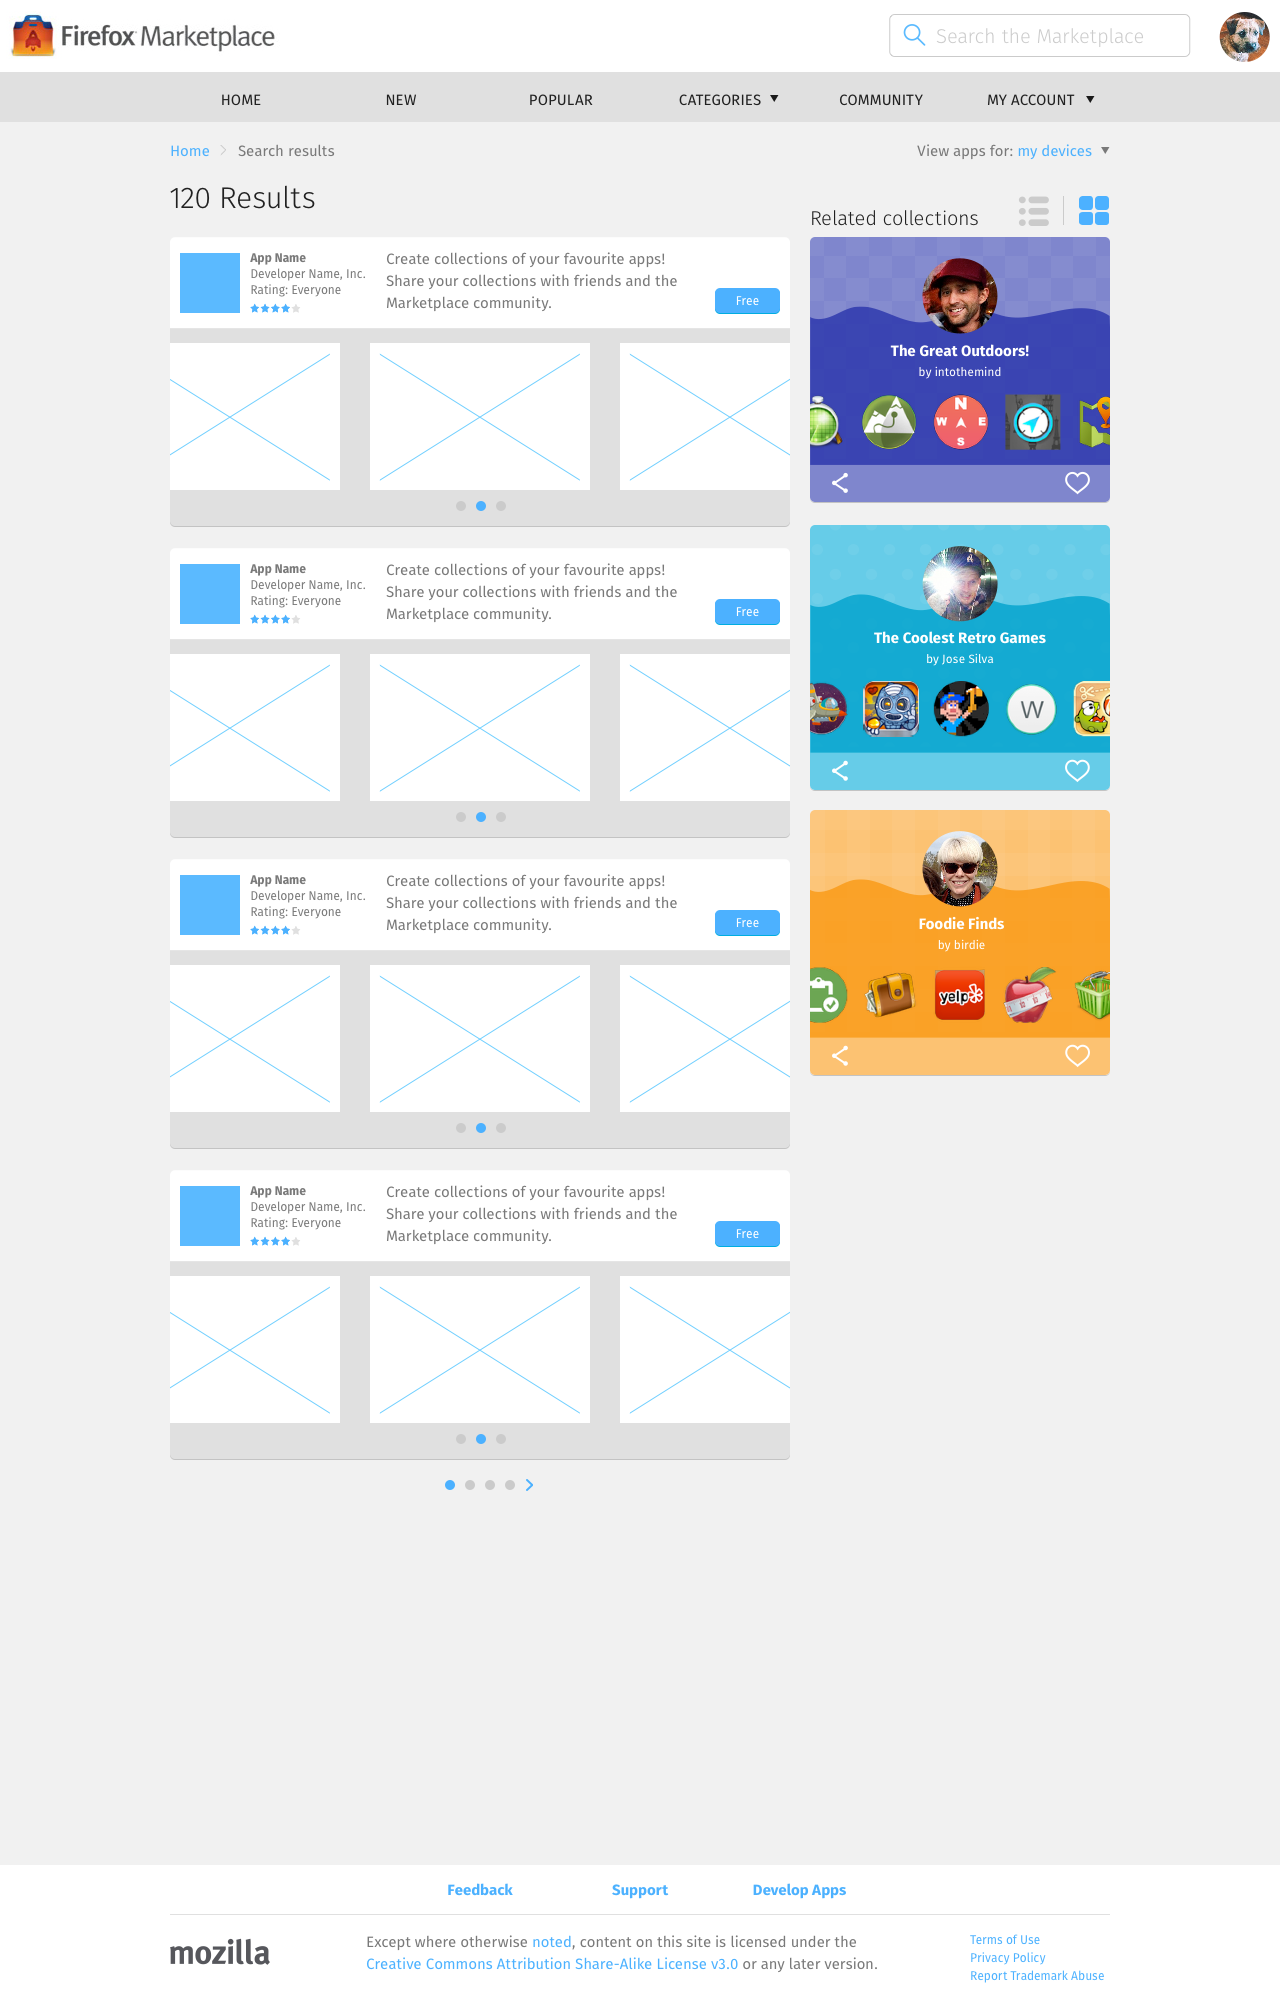 Firefox Marketplace
Search the Marketplace
HOME
NEW
POPULAR
CATEGORIES
COMMUNITY
MY ACCOUNT
Home
Search results
View apps for: my devices
120 Results
App Name
Developer Name, Inc.
Rating: Everyone
Create collections of your favourite apps!
Share your collections with friends and the
Marketplace community.
Free
App Name
Developer Name, Inc.
Rating: Everyone
Create collections of your favourite apps!
Share your collections with friends and the
Marketplace community.
Free
App Name
Developer Name, Inc.
Rating: Everyone
Create collections of your favourite apps!
Share your collections with friends and the
Marketplace community.
Free
App Name
Developer Name, Inc.
Rating: Everyone
Create collections of your favourite apps!
Share your collections with friends and the
Marketplace community.
Free
Related collections
The Great Outdoors!
by intothemind
N
W E
S
The Coolest Retro Games
by Jose Silva
W
Foodie Finds
by birdie
yelp
Feedback
Support
Develop Apps
mozilla
Except where otherwise noted, content on this site is licensed under the
Creative Commons Attribution Share-Alike License v3.0 or any later version.
Terms of Use
Privacy Policy
Report Trademark Abuse